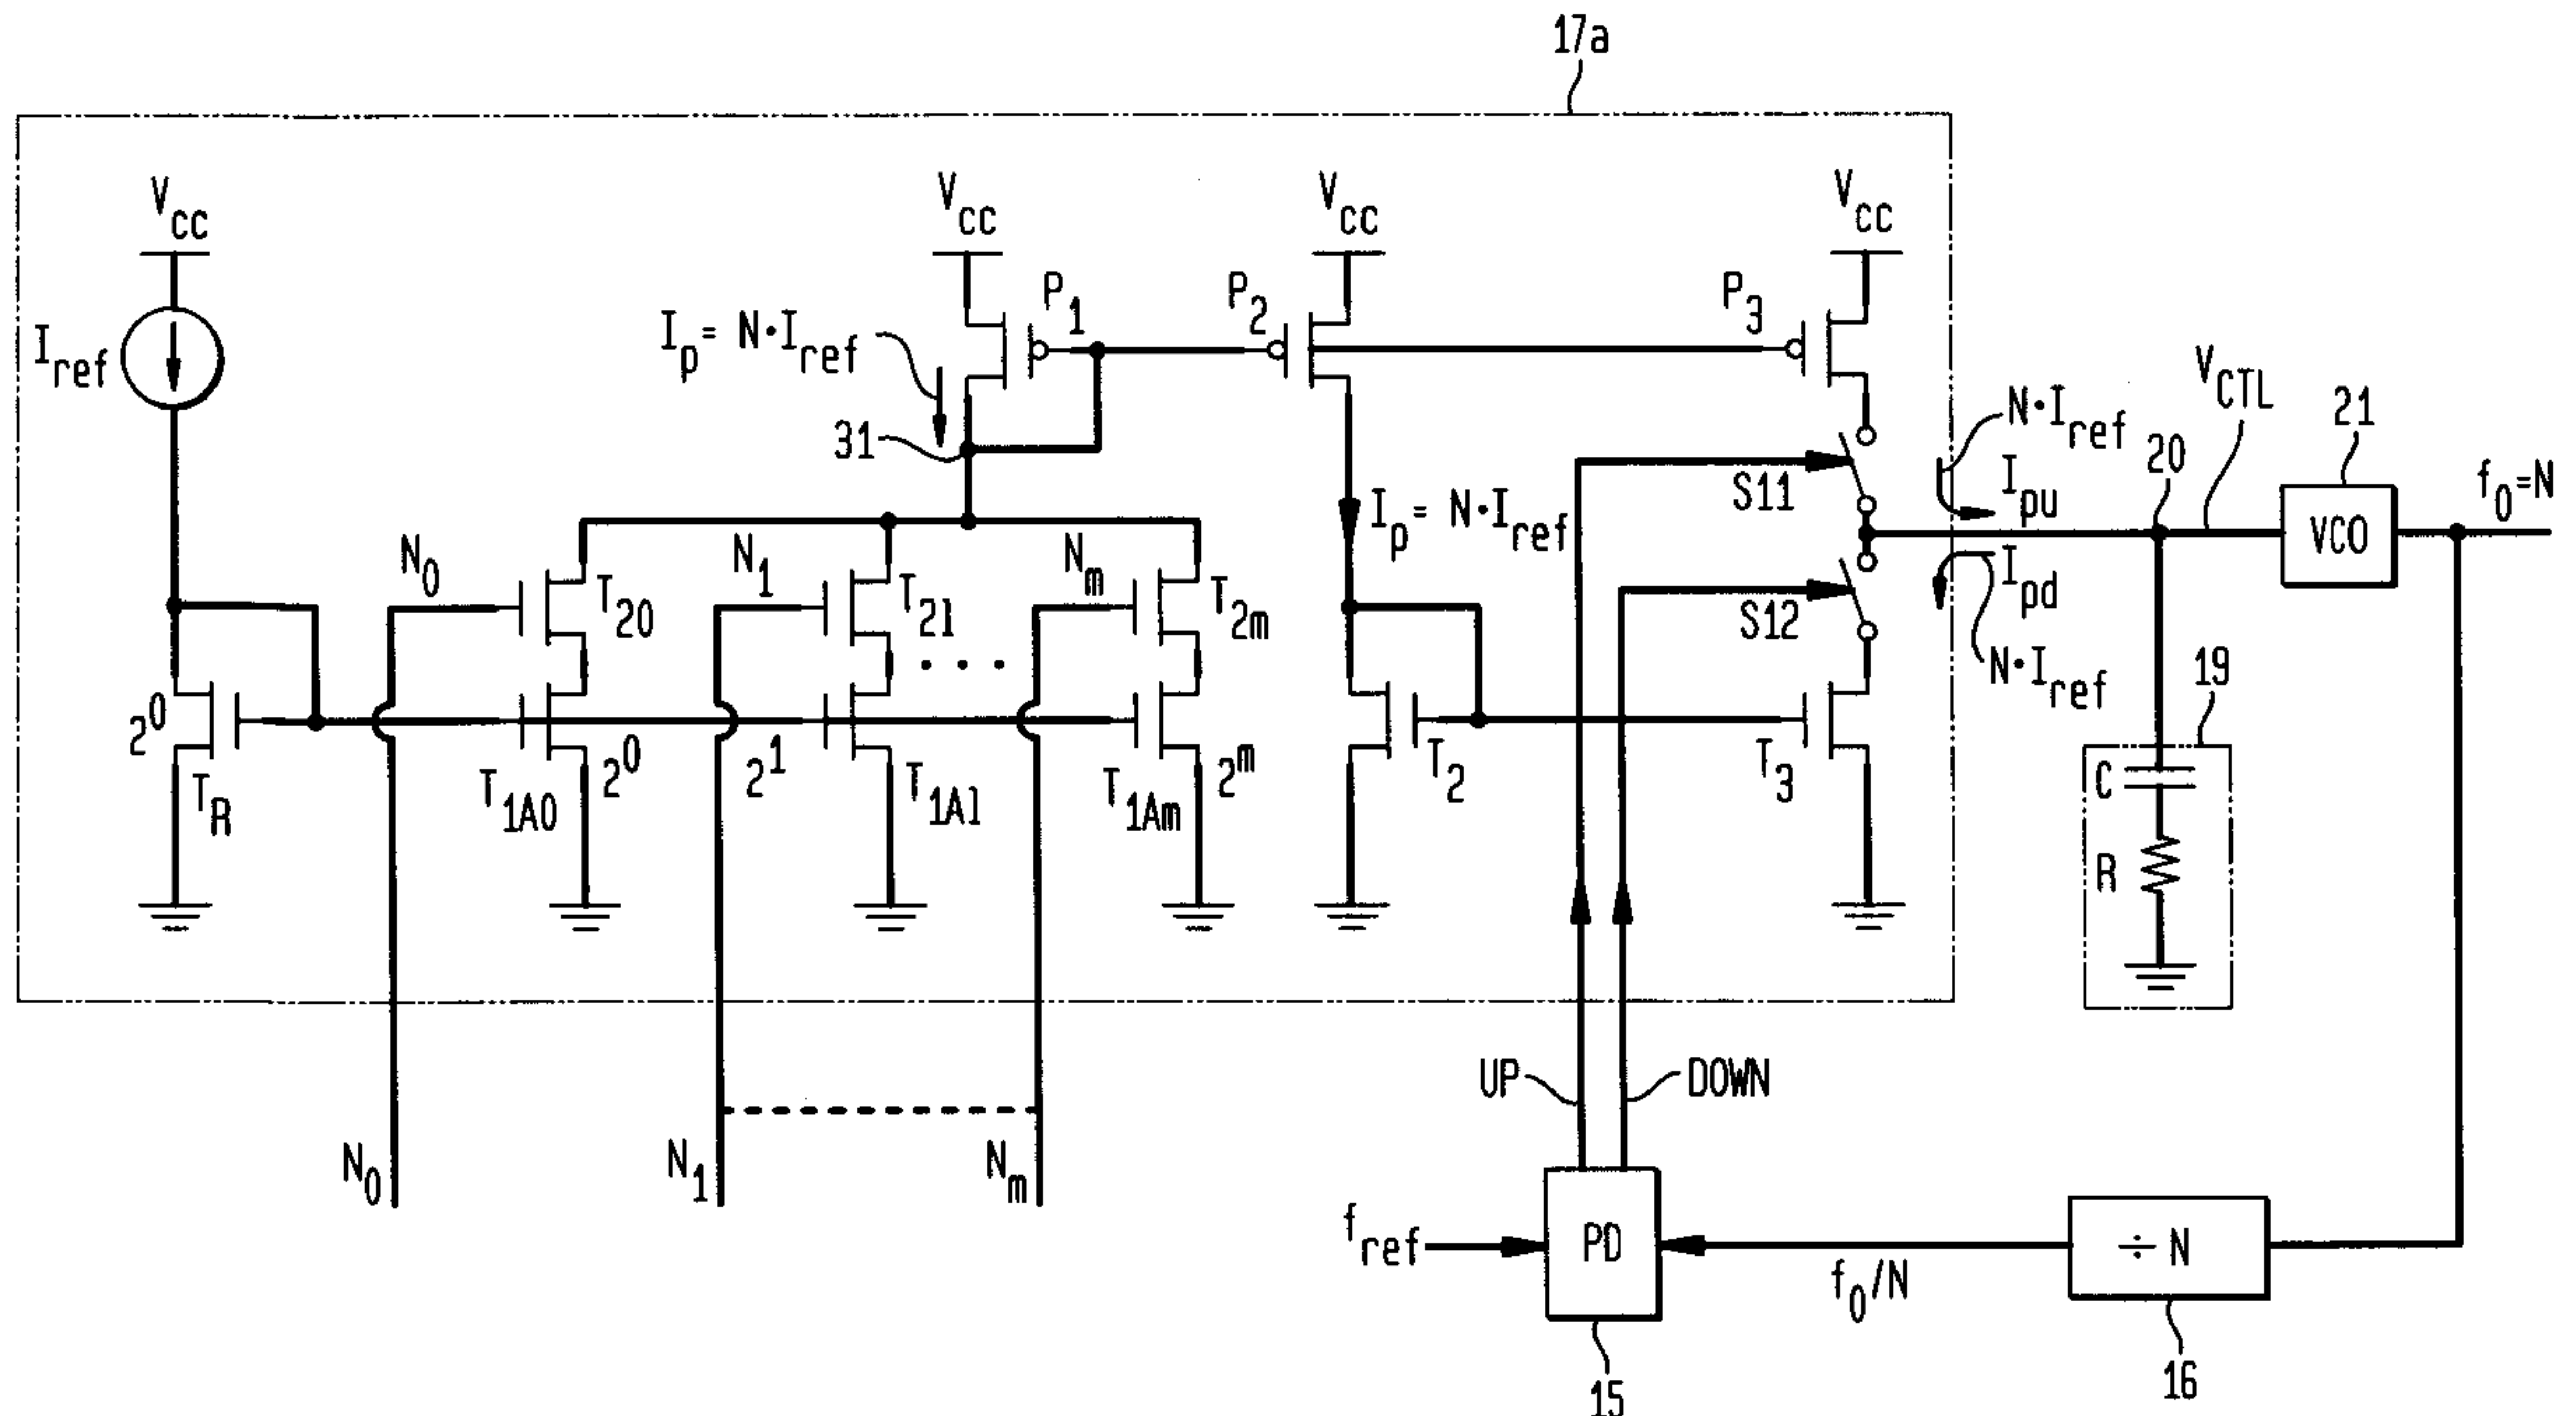 17a
Vcc
Vcc
Vcc
Vcc
Iref
Ip = N·Iref
P1
P2
P3
31
S11
N·Iref
Ipu
20
VCTL
21
VCO
f0=N
Ip = N·Iref
N0
T20
N1
T21
Nm
T2m
S12
Ipd
N·Iref
19
2^0
TR
T1A0
2^0
2^1
T1A1
T1Am
2^m
T2
T3
C
R
UP
DOWN
N0
N1
Nm
fref
PD
f0/N
÷ N
15
16